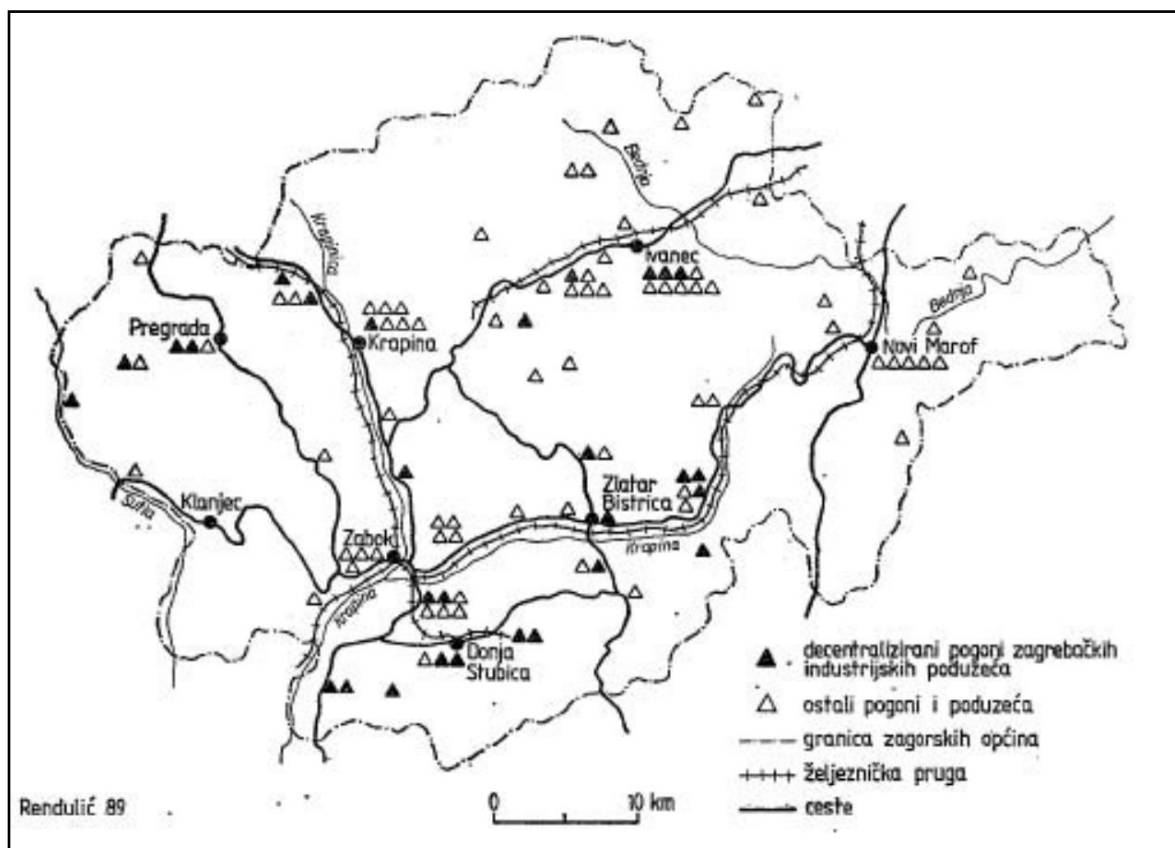 Bednja
Krapinica
Ivanec
Bednja
Pregrada
Krapina
Novi Marof
Zlatar
Bistrica
Klanjec
Sutla
Zabok
Krapina
Krapina
Donja
Stubica
decentralizirani pogoni zagrebačkih
industrijskih poduzeća
ostali pogoni i poduzeća
granica zagorskih općina
željeznička pruga
ceste
Rendulić 89
0 10 km